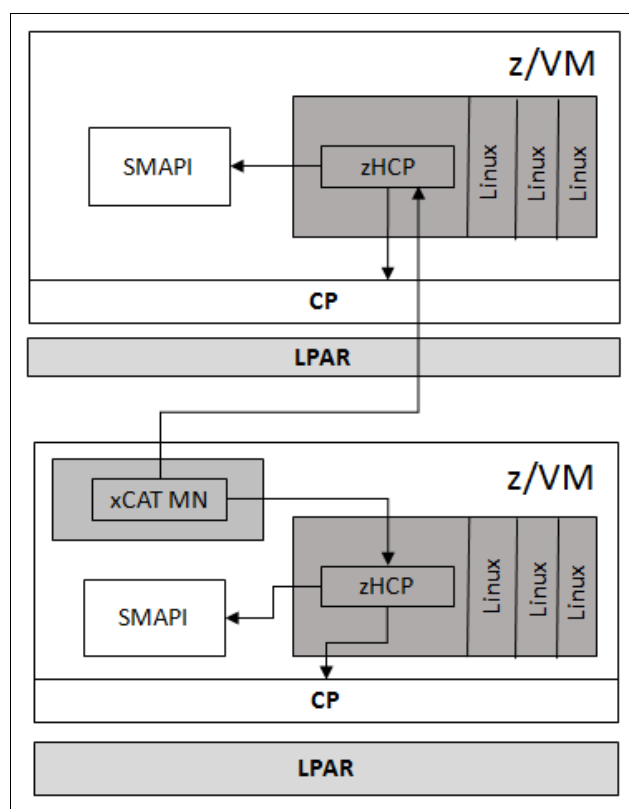 z/VM
SMAPI
zHCP
Linux
Linux
Linux
CP
LPAR
z/VM
xCAT MN
zHCP
SMAPI
Linux
Linux
Linux
CP
LPAR